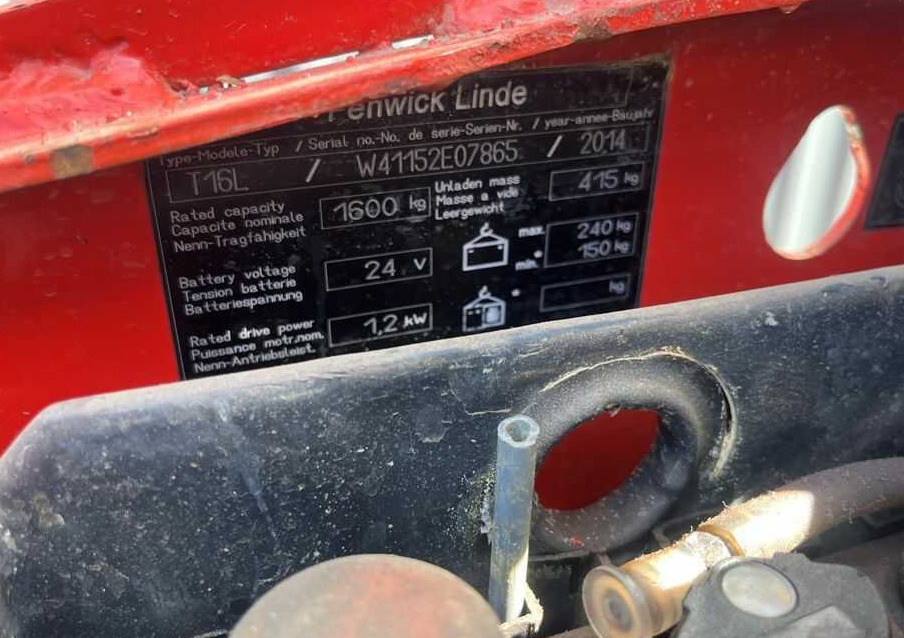 Fenwick Linde
Type-Modele-Typ / Serial no.-No. de serie-Serien-Nr. / year-annee-Baujahr
T16L / W41152E07865 / 2014
Rated capacity
Capacite nominale
Nenn-Tragfähigkeit
1600 kg
Unladen mass
Masse a vide
Leergewicht
415 kg
Battery voltage
Tension batterie
Batteriespannung
24 V
max. 240 kg
min.* 150 kg
Rated drive power
Puissance motr.nom.
Nenn-Antriebsleist.
1,2 kW
* kg